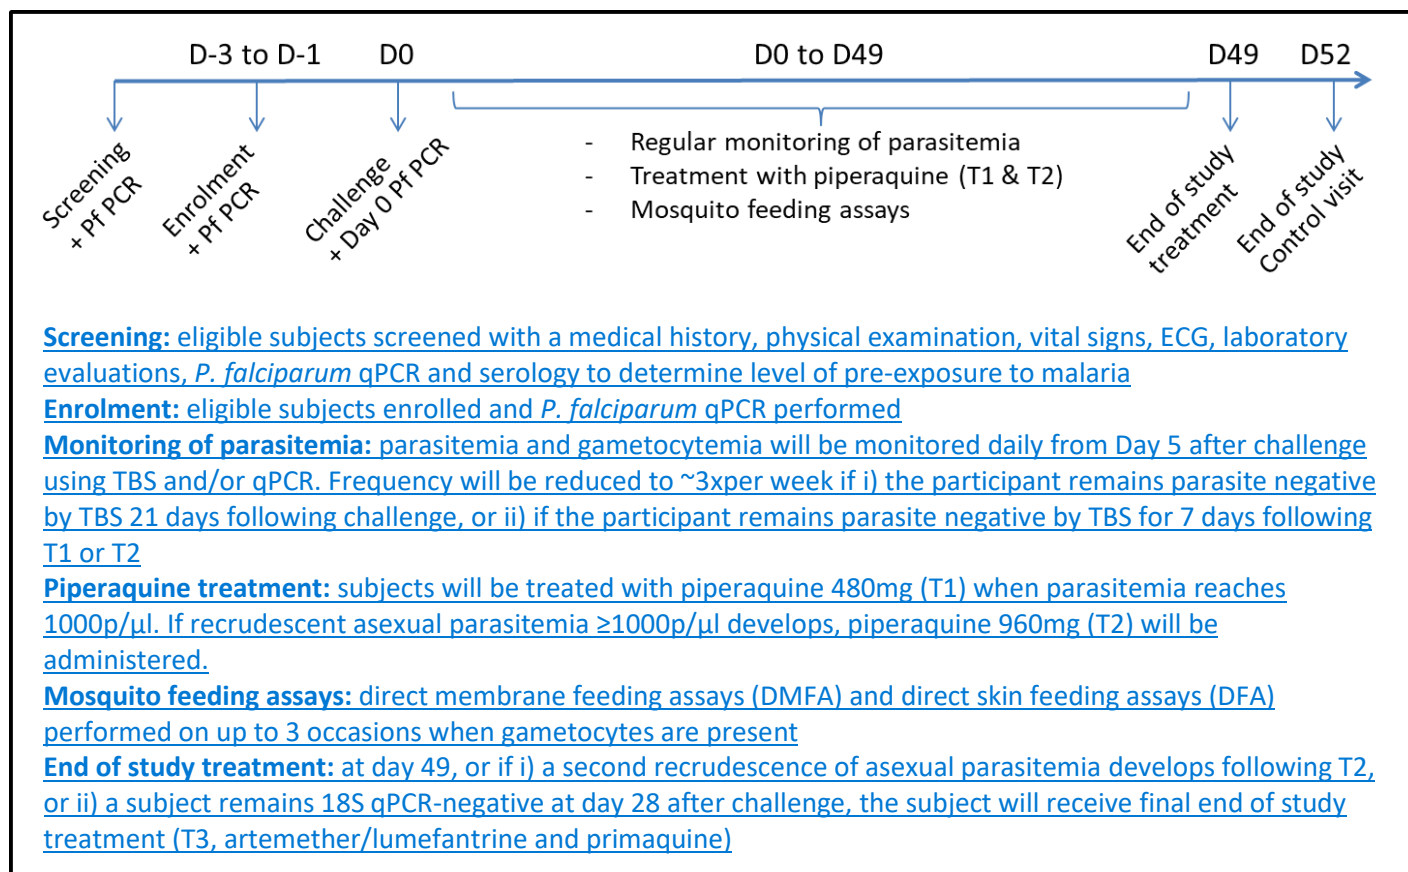 D-3 to D-1 D0 D0 to D49 D49 D52
Screening
+ Pf PCR
Enrolment
+ Pf PCR
Challenge
+ Day 0 Pf PCR
- Regular monitoring of parasitemia
- Treatment with piperaquine (T1 & T2)
- Mosquito feeding assays
End of study
treatment
End of study
Control visit
Screening: eligible subjects screened with a medical history, physical examination, vital signs, ECG, laboratory
evaluations, P. falciparum qPCR and serology to determine level of pre-exposure to malaria
Enrolment: eligible subjects enrolled and P. falciparum qPCR performed
Monitoring of parasitemia: parasitemia and gametocytemia will be monitored daily from Day 5 after challenge
using TBS and/or qPCR. Frequency will be reduced to ~3xper week if i) the participant remains parasite negative
by TBS 21 days following challenge, or ii) if the participant remains parasite negative by TBS for 7 days following
T1 or T2
Piperaquine treatment: subjects will be treated with piperaquine 480mg (T1) when parasitemia reaches
1000p/µl. If recrudescent asexual parasitemia ≥1000p/µl develops, piperaquine 960mg (T2) will be
administered.
Mosquito feeding assays: direct membrane feeding assays (DMFA) and direct skin feeding assays (DFA)
performed on up to 3 occasions when gametocytes are present
End of study treatment: at day 49, or if i) a second recrudescence of asexual parasitemia develops following T2,
or ii) a subject remains 18S qPCR-negative at day 28 after challenge, the subject will receive final end of study
treatment (T3, artemether/lumefantrine and primaquine)